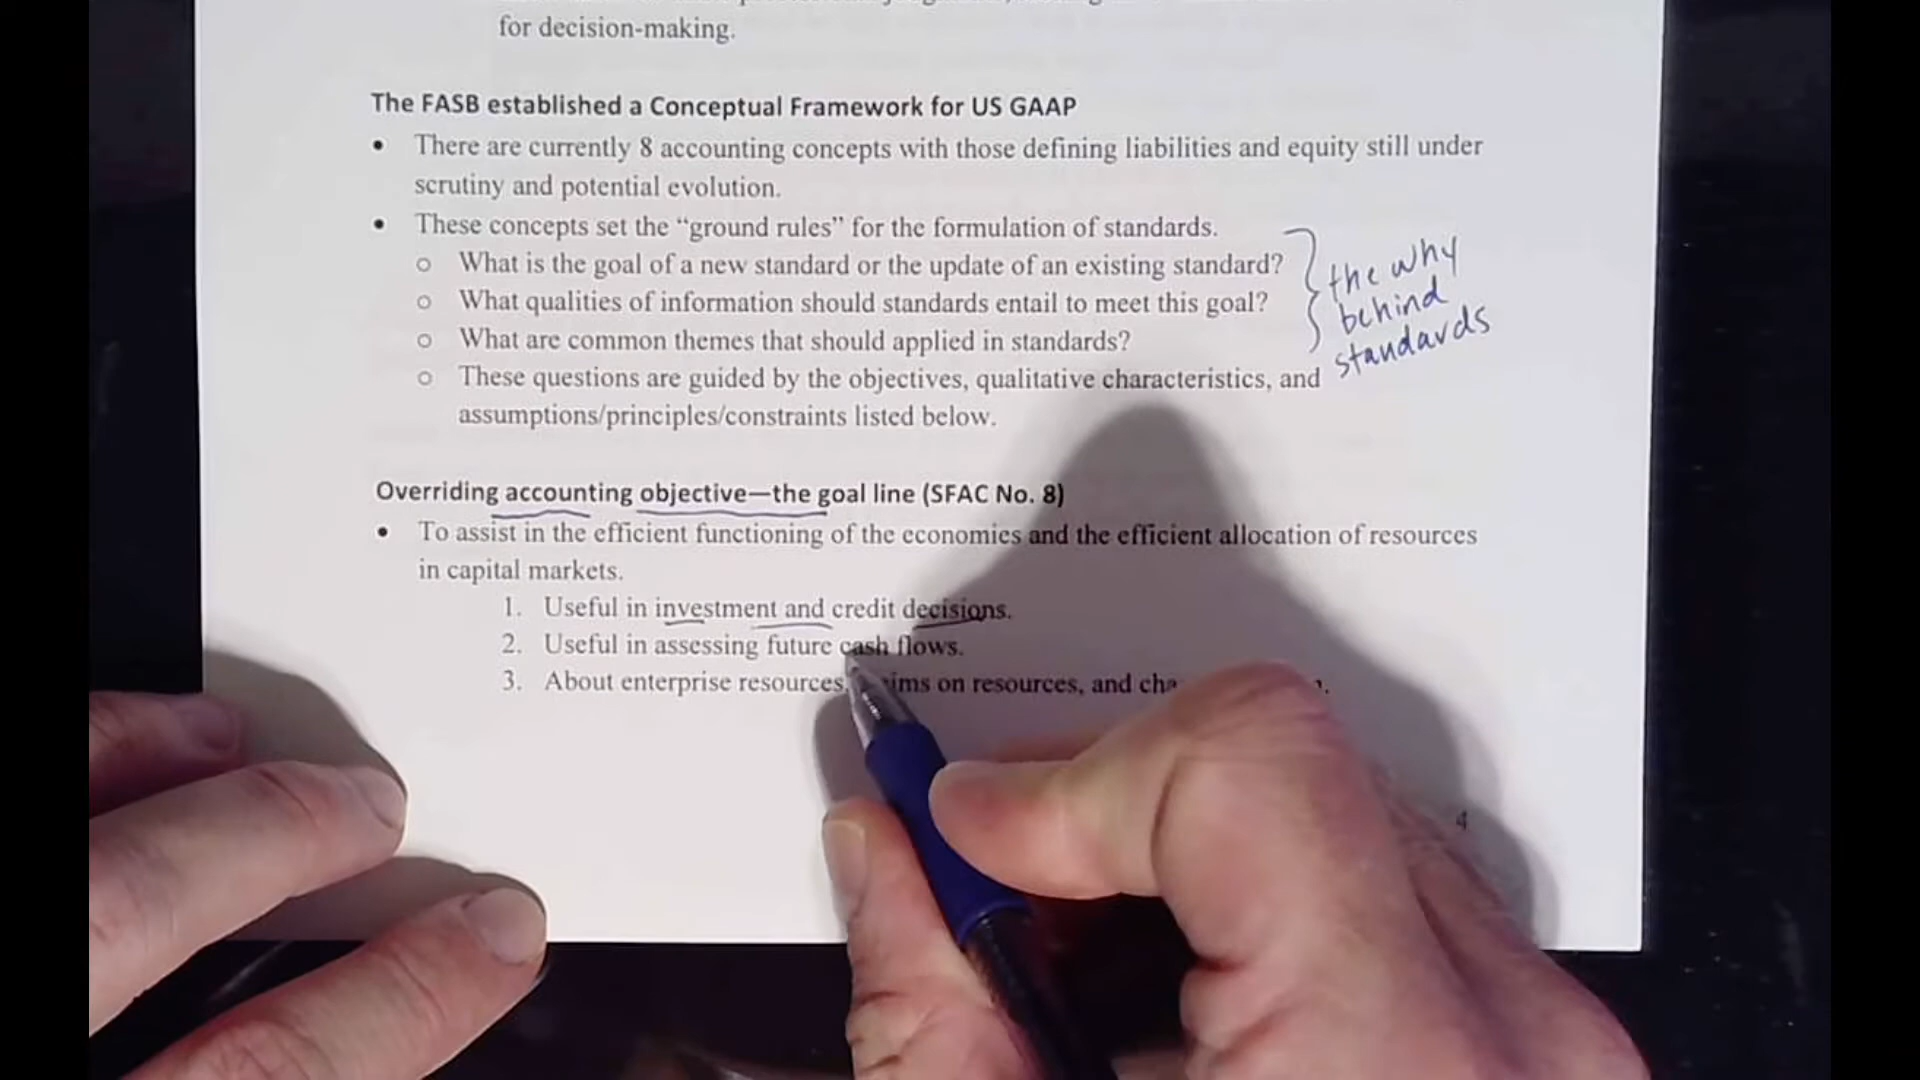 for decision-making.
The FASB established a Conceptual Framework for US GAAP
• There are currently 8 accounting concepts with those defining liabilities and equity still under
scrutiny and potential evolution.
• These concepts set the “ground rules” for the formulation of standards.
○ What is the goal of a new standard or the update of an existing standard?
○ What qualities of information should standards entail to meet this goal?
○ What are common themes that should applied in standards?
○ These questions are guided by the objectives, qualitative characteristics, and
assumptions/principles/constraints listed below.
the why
behind
standards
Overriding accounting objective—the goal line (SFAC No. 8)
• To assist in the efficient functioning of the economies and the efficient allocation of resources
in capital markets.
1. Useful in investment and credit decisions.
2. Useful in assessing future cash flows.
3. About enterprise resources, on resources, and
4